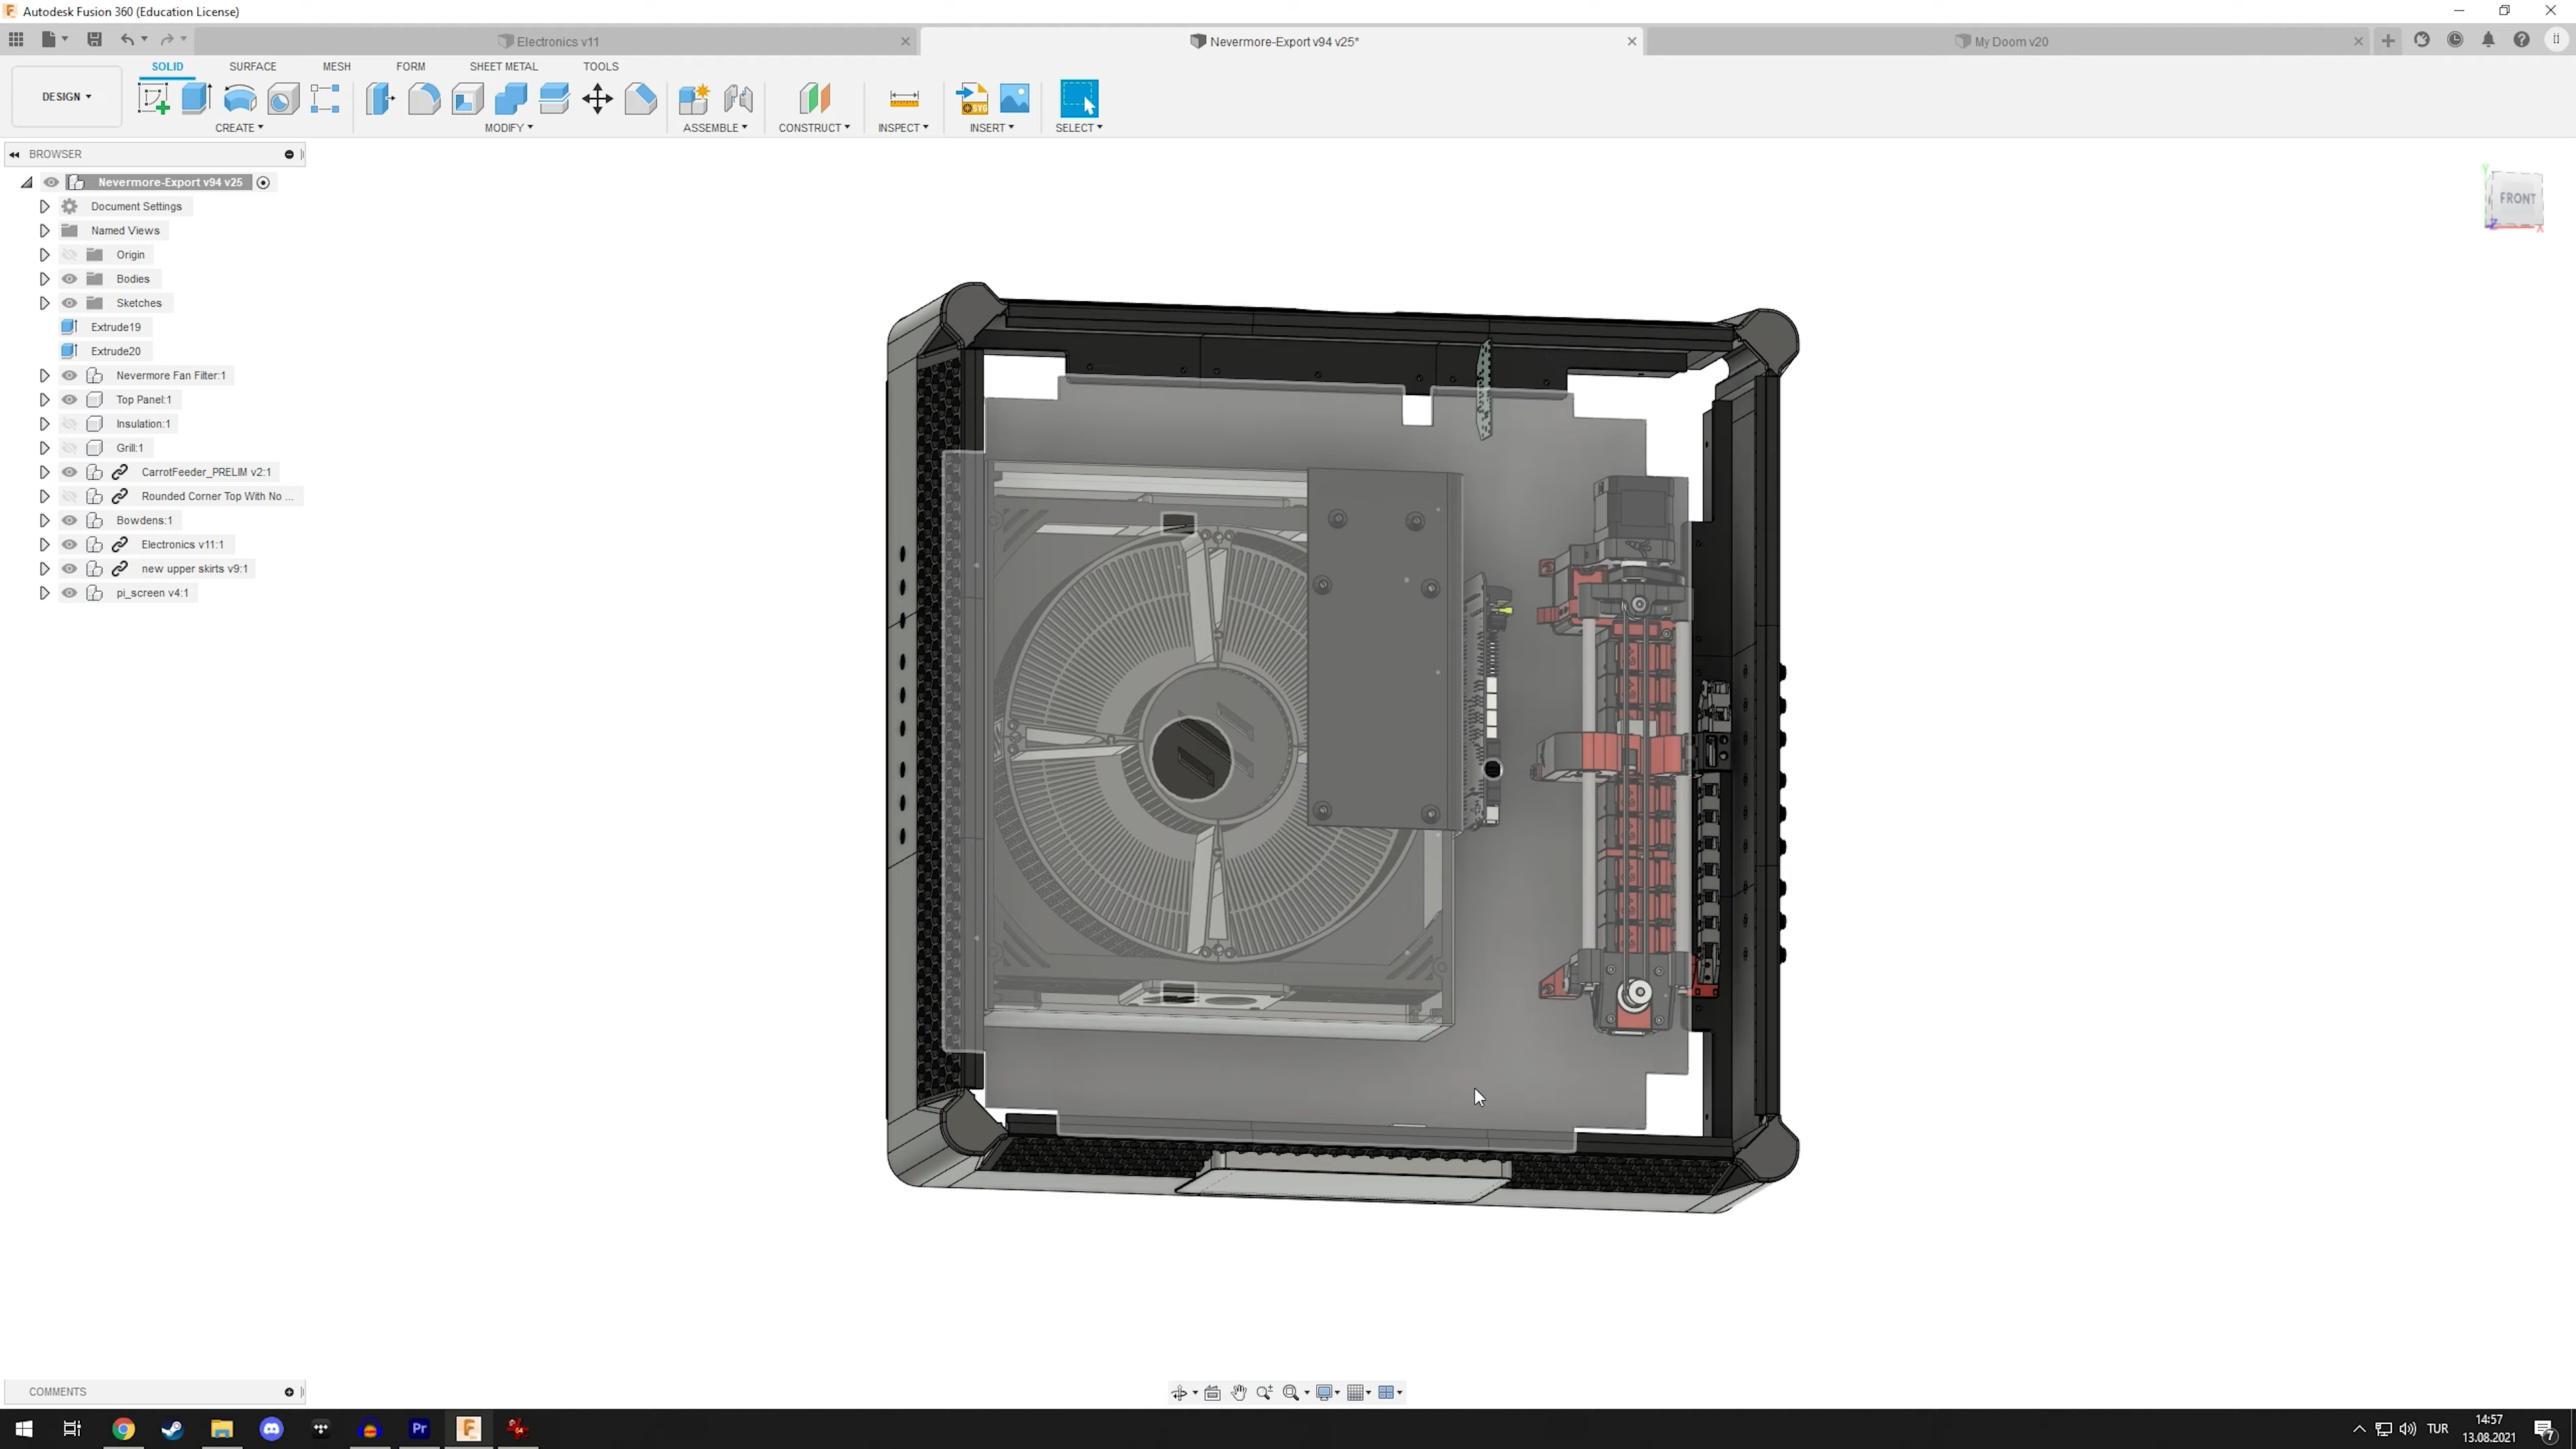 Autodesk Fusion 360 (Education License)
Electronics v11
Nevermore-Export v94 v25*
My Doom v20
SOLID
SURFACE
MESH
FORM
SHEET METAL
TOOLS
DESIGN
CREATE
MODIFY
ASSEMBLE
CONSTRUCT
INSPECT
INSERT
SELECT
SVG
BROWSER
Nevermore-Export v94 v25
Document Settings
Named Views
Origin
Bodies
Sketches
Extrude19
Extrude20
Nevermore Fan Filter:1
Top Panel:1
Insulation:1
Grill:1
CarrotFeeder_PRELIM v2:1
Rounded Corner Top With No ...
Bowdens:1
Electronics v11:1
new upper skirts v9:1
pi_screen v4:1
FRONT
Y
Z
X
COMMENTS
Pr
F
64
TUR
14:57
13.08.2021
7